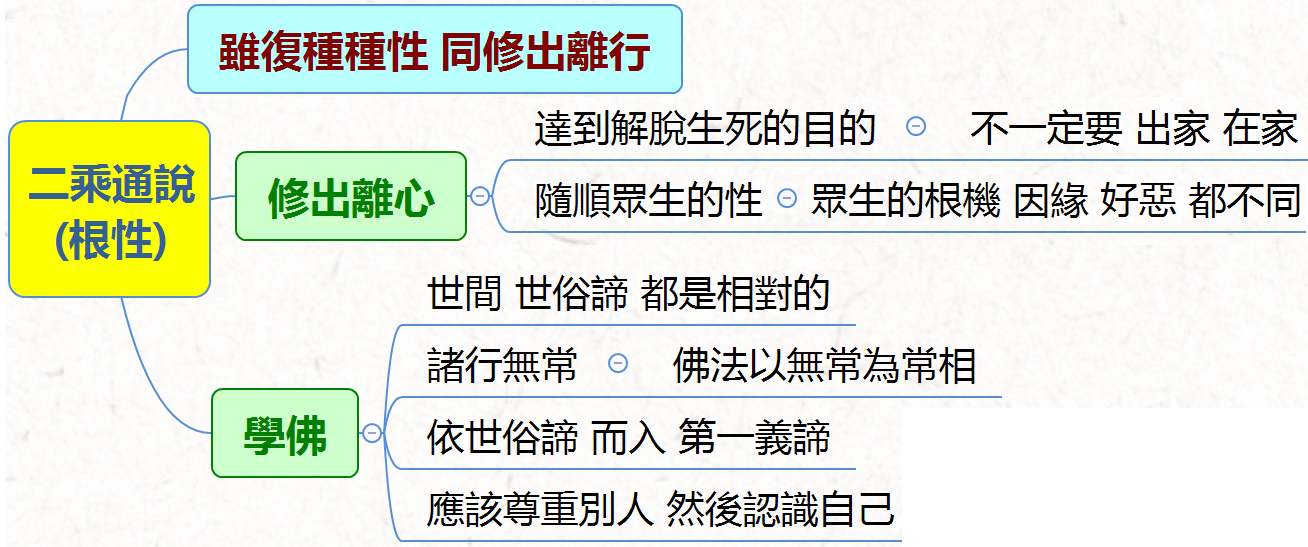 雖復種種性 同修出離行
二乘通說
(根性)
修出離心
達到解脫生死的目的 不一定要 出家 在家
隨順眾生的性 眾生的根機 因緣 好惡 都不同
學佛
世間 世俗諦 都是相對的
諸行無常 佛法以無常為常相
依世俗諦 而入 第一義諦
應該尊重別人 然後認識自己